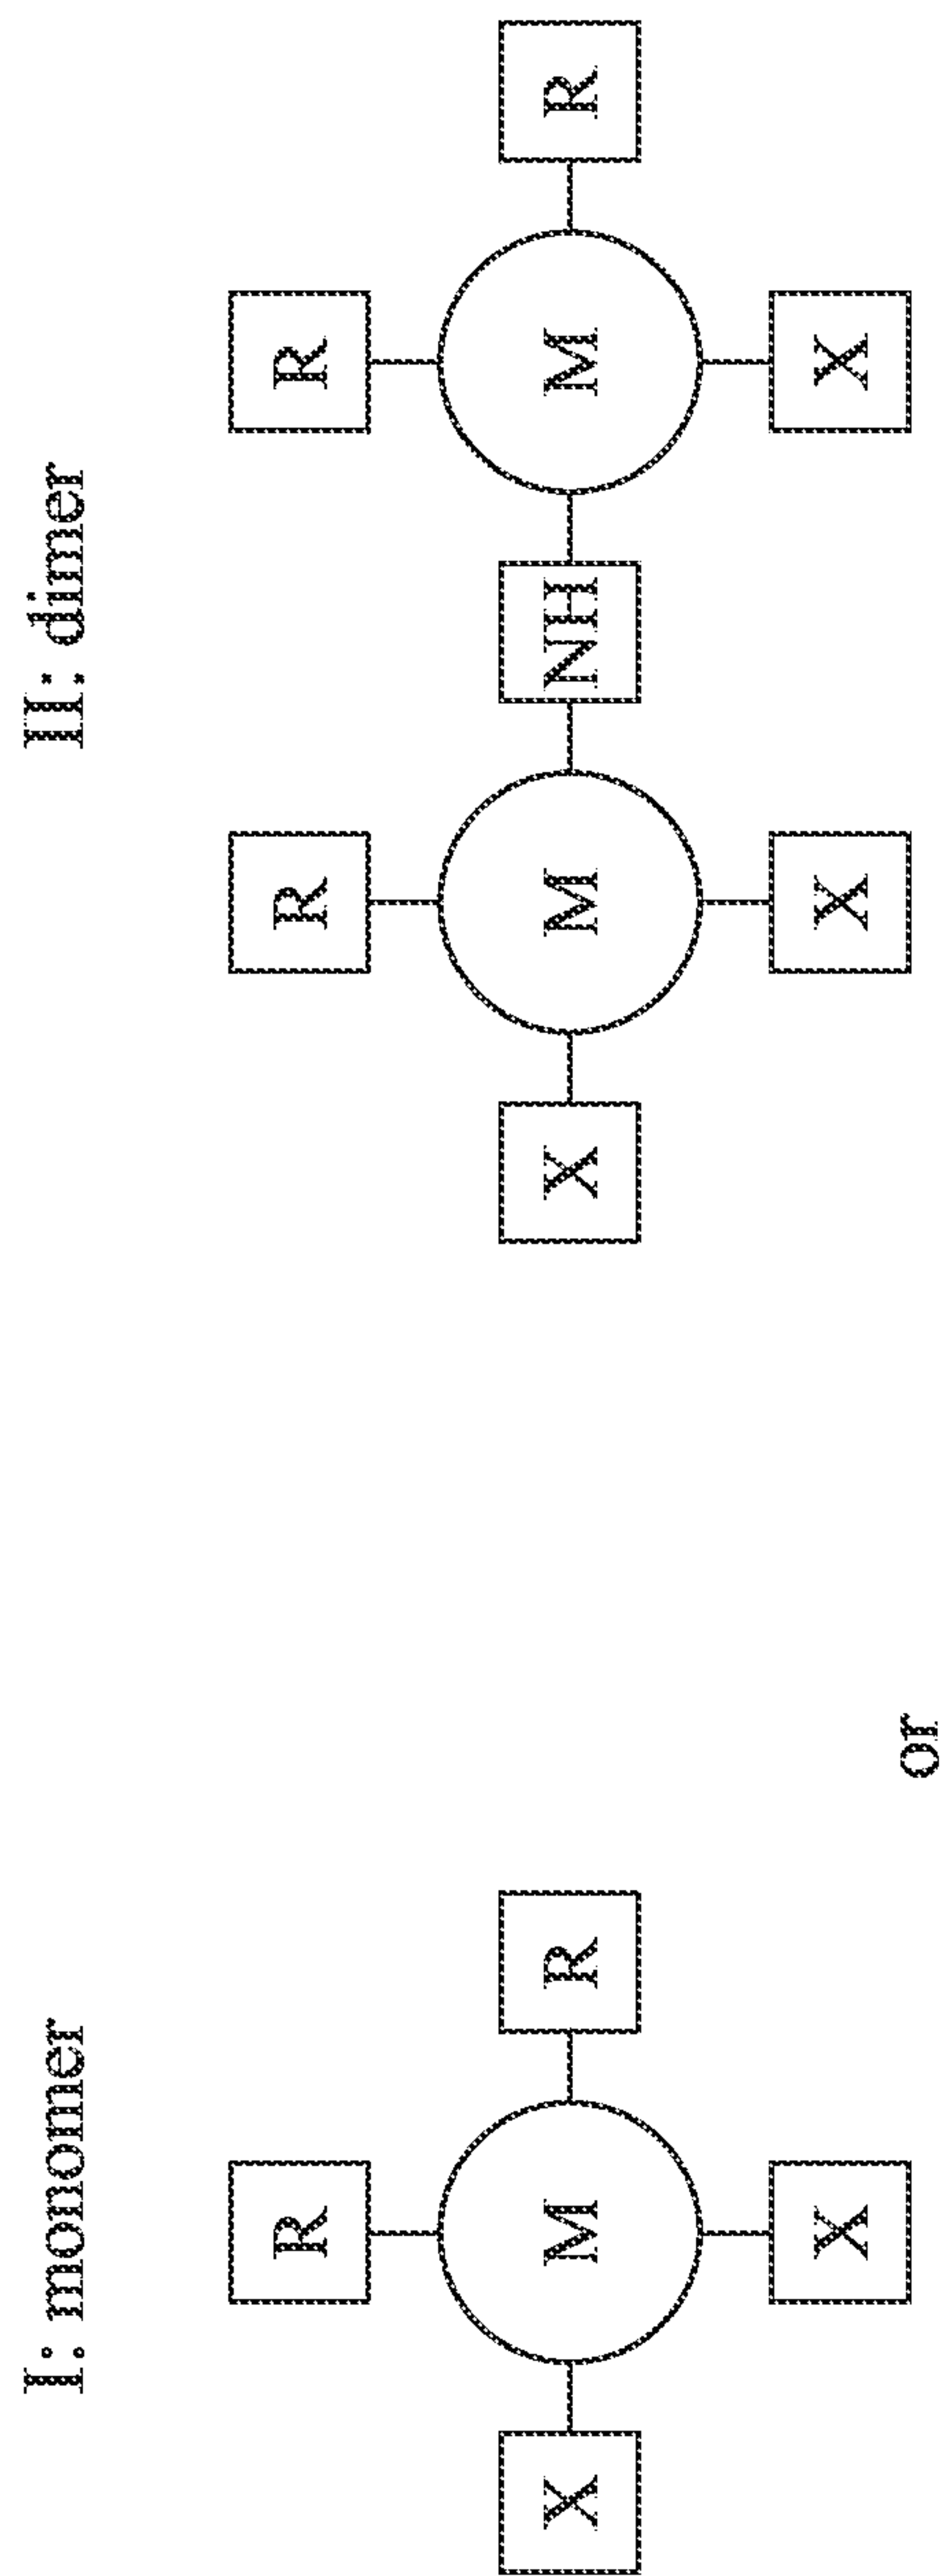 I: monomer
R
X M R
X
or
II: dimer
R R
X M NH M R
X X